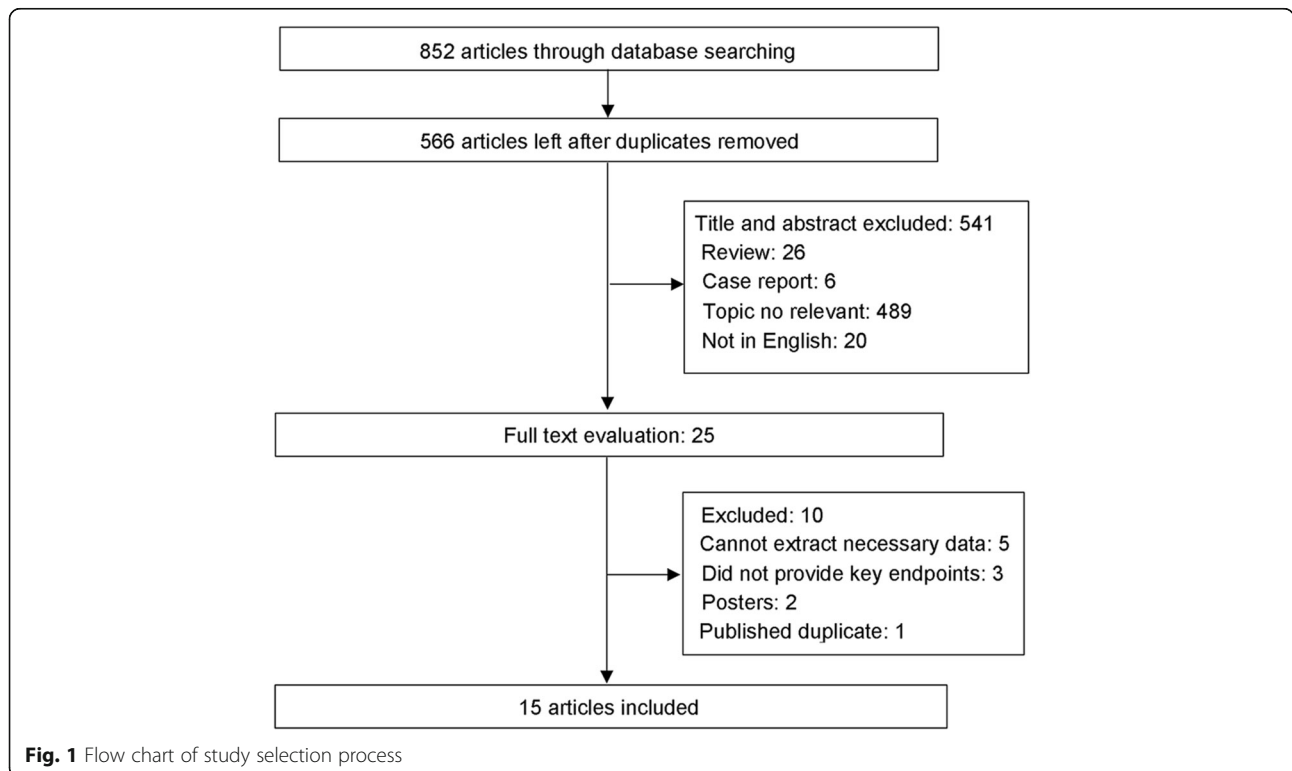 852 articles through database searching
566 articles left after duplicates removed
Title and abstract excluded: 541
Review: 26
Case report: 6
Topic no relevant: 489
Not in English: 20
Full text evaluation: 25
Excluded: 10
Cannot extract necessary data: 5
Did not provide key endpoints: 3
Posters: 2
Published duplicate: 1
15 articles included
Fig. 1 Flow chart of study selection process